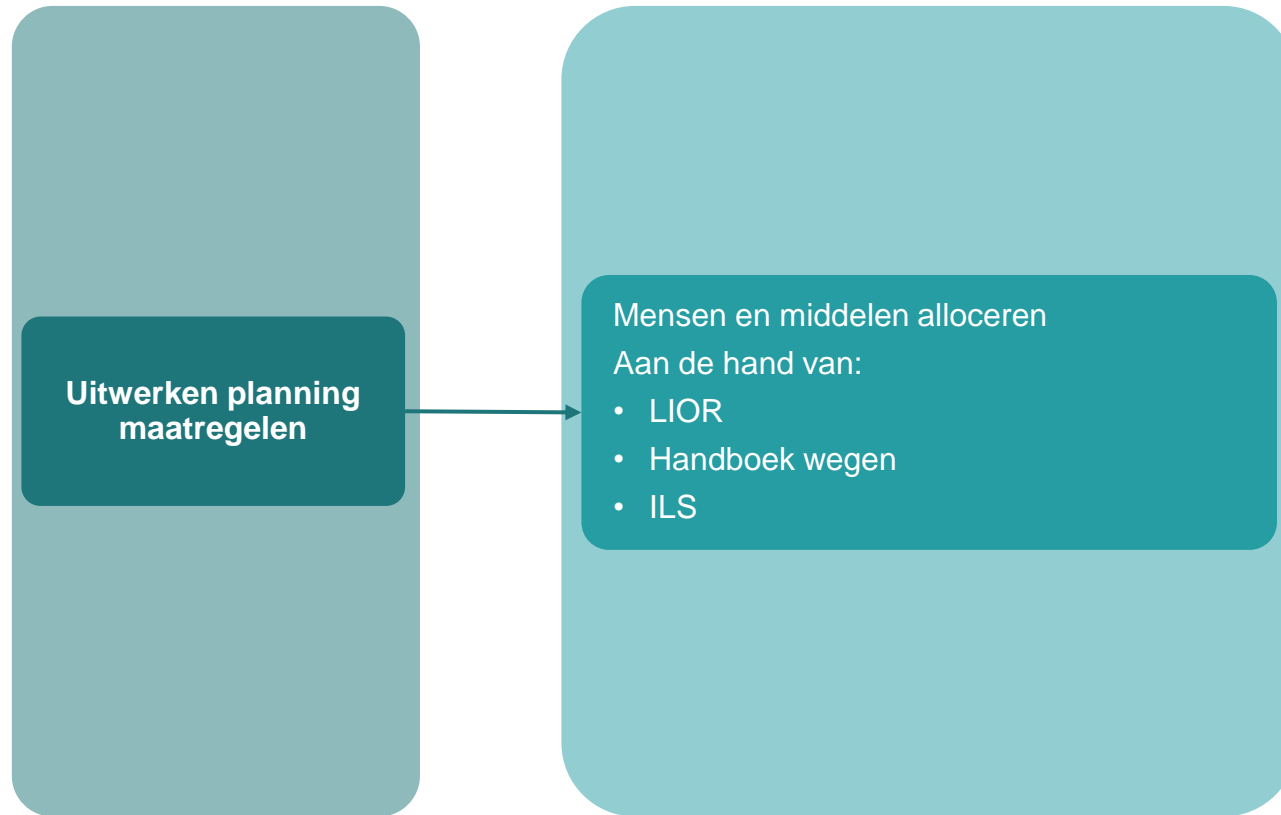 Uitwerken planning
maatregelen
Mensen en middelen alloceren
Aan de hand van:
• LIOR
• Handboek wegen
• ILS